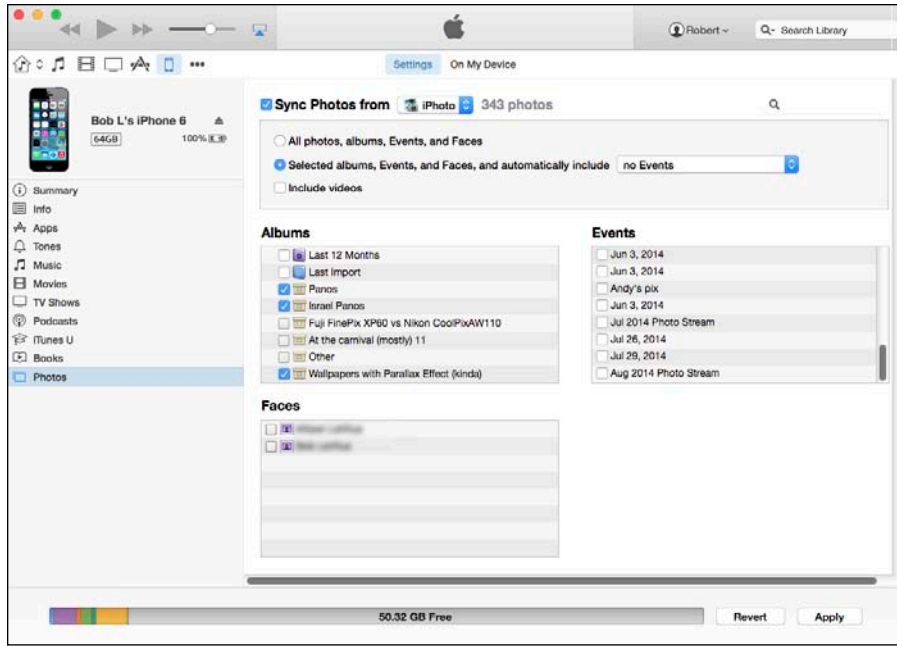 Robert
Search Library
Settings On My Device
Bob L's iPhone 6
64GB 100%
Sync Photos from iPhoto 343 photos
All photos, albums, Events, and Faces
Selected albums, Events, and Faces, and automatically include no Events
Include videos
Summary
Info
Apps
Tones
Music
Movies
TV Shows
Podcasts
iTunes U
Books
Photos
Albums
Last 12 Months
Last Import
Panos
Israel Panos
Fuji FinePix XP60 vs Nikon CoolPixAW110
At the carnival (mostly) 11
Other
Wallpapers with Parallax Effect (kinda)
Events
Jun 3, 2014
Jun 3, 2014
Andy's pix
Jun 3, 2014
Jul 2014 Photo Stream
Jul 26, 2014
Jul 29, 2014
Aug 2014 Photo Stream
Faces
50.32 GB Free
Revert Apply